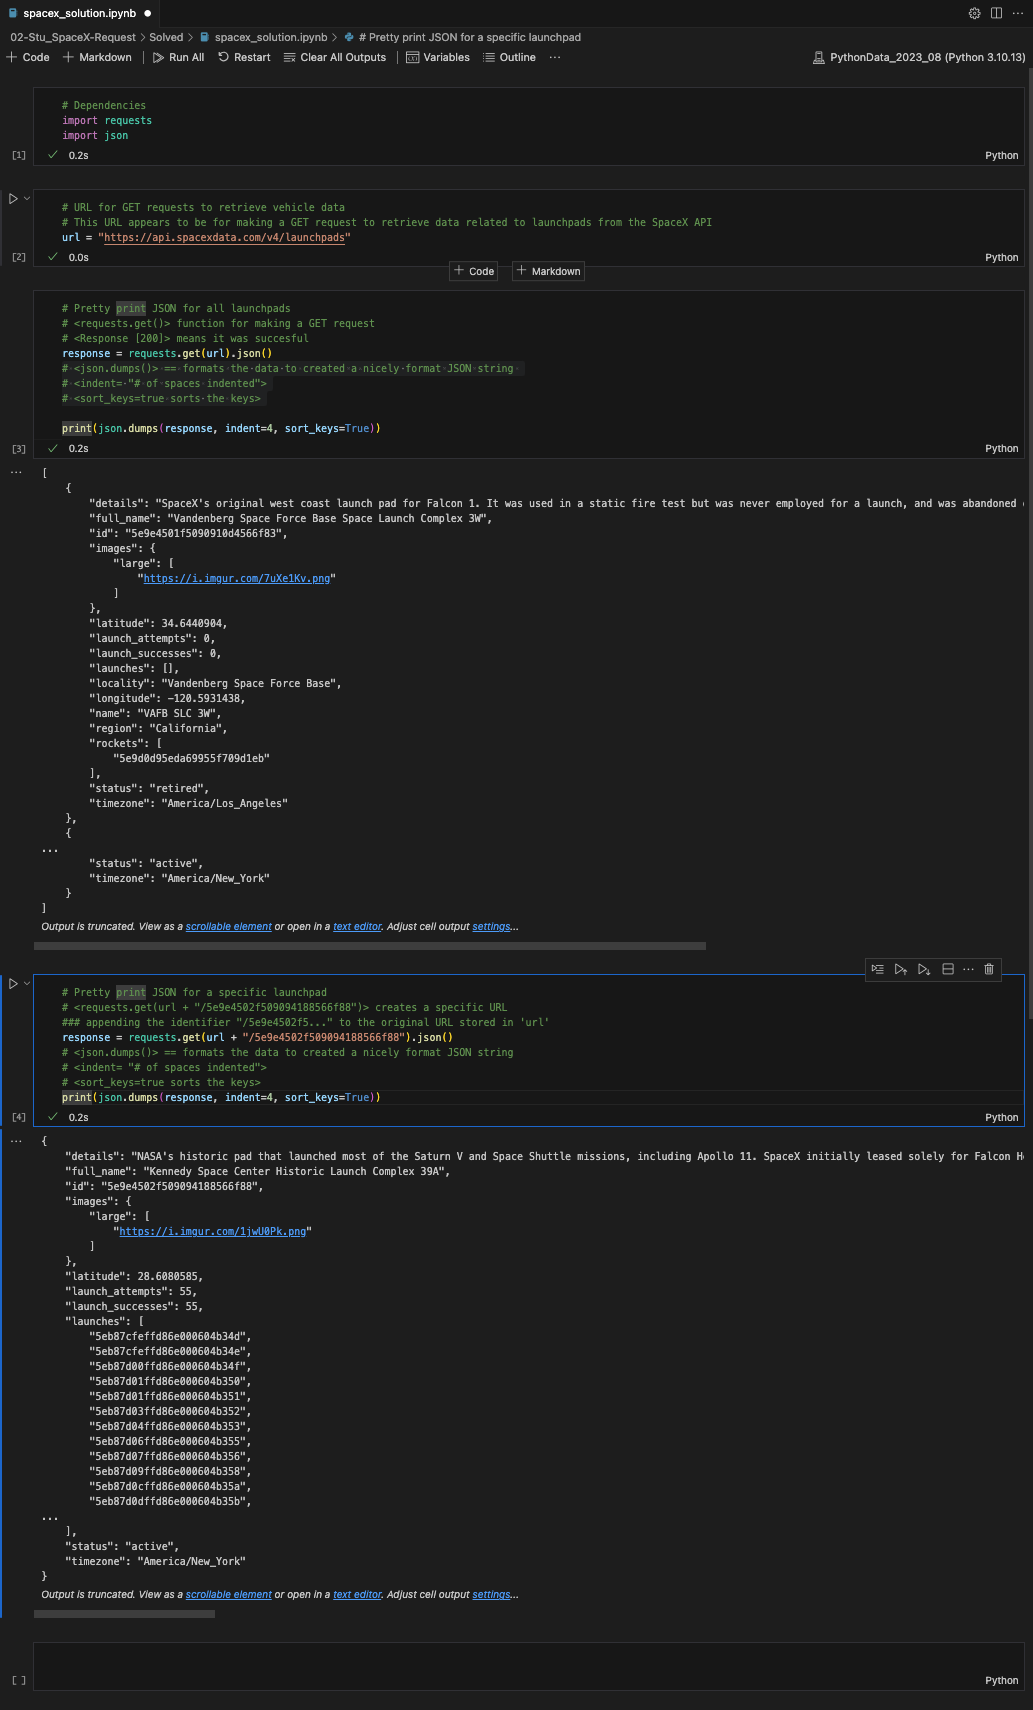 spacex_solution.ipynb ●
02-Stu_SpaceX-Request > Solved > spacex_solution.ipynb > # Pretty print JSON for a specific launchpad
+ Code + Markdown | Run All Restart Clear All Outputs | Variables Outline ... PythonData_2023_08 (Python 3.10.13)
# Dependencies
import requests
import json
[1] ✓ 0.2s Python
# URL for GET requests to retrieve vehicle data
# This URL appears to be for making a GET request to retrieve data related to launchpads from the SpaceX API
url = "https://api.spacexdata.com/v4/launchpads"
[2] ✓ 0.0s Python
+ Code + Markdown
# Pretty print JSON for all launchpads
# <requests.get()> function for making a GET request
# <Response [200]> means it was succesful
response = requests.get(url).json()
# <json.dumps()> == formats the data to created a nicely format JSON string
# <indent= "# of spaces indented">
# <sort_keys=true sorts the keys>
print(json.dumps(response, indent=4, sort_keys=True))
[3] ✓ 0.2s Python
... [
{
"details": "SpaceX's original west coast launch pad for Falcon 1. It was used in a static fire test but was never employed for a launch, and was abandoned
"full_name": "Vandenberg Space Force Base Space Launch Complex 3W",
"id": "5e9e4501f5090910d4566f83",
"images": {
"large": [
"https://i.imgur.com/7uXe1Kv.png"
]
},
"latitude": 34.6440904,
"launch_attempts": 0,
"launch_successes": 0,
"launches": [],
"locality": "Vandenberg Space Force Base",
"longitude": -120.5931438,
"name": "VAFB SLC 3W",
"region": "California",
"rockets": [
"5e9d0d95eda69955f709d1eb"
],
"status": "retired",
"timezone": "America/Los_Angeles"
},
{
...
"status": "active",
"timezone": "America/New_York"
}
]
Output is truncated. View as a scrollable element or open in a text editor. Adjust cell output settings...
# Pretty print JSON for a specific launchpad
# <requests.get(url + "/5e9e4502f509094188566f88")> creates a specific URL
### appending the identifier "/5e9e4502f5..." to the original URL stored in 'url'
response = requests.get(url + "/5e9e4502f509094188566f88").json()
# <json.dumps()> == formats the data to created a nicely format JSON string
# <indent= "# of spaces indented">
# <sort_keys=true sorts the keys>
print(json.dumps(response, indent=4, sort_keys=True))
[4] ✓ 0.2s Python
... {
"details": "NASA's historic pad that launched most of the Saturn V and Space Shuttle missions, including Apollo 11. SpaceX initially leased solely for Falcon H
"full_name": "Kennedy Space Center Historic Launch Complex 39A",
"id": "5e9e4502f509094188566f88",
"images": {
"large": [
"https://i.imgur.com/1jwU0Pk.png"
]
},
"latitude": 28.6080585,
"launch_attempts": 55,
"launch_successes": 55,
"launches": [
"5eb87cfeffd86e000604b34d",
"5eb87cfeffd86e000604b34e",
"5eb87d00ffd86e000604b34f",
"5eb87d01ffd86e000604b350",
"5eb87d01ffd86e000604b351",
"5eb87d03ffd86e000604b352",
"5eb87d04ffd86e000604b353",
"5eb87d06ffd86e000604b355",
"5eb87d07ffd86e000604b356",
"5eb87d09ffd86e000604b358",
"5eb87d0cffd86e000604b35a",
"5eb87d0dffd86e000604b35b",
...
],
"status": "active",
"timezone": "America/New_York"
}
Output is truncated. View as a scrollable element or open in a text editor. Adjust cell output settings...
[ ] Python